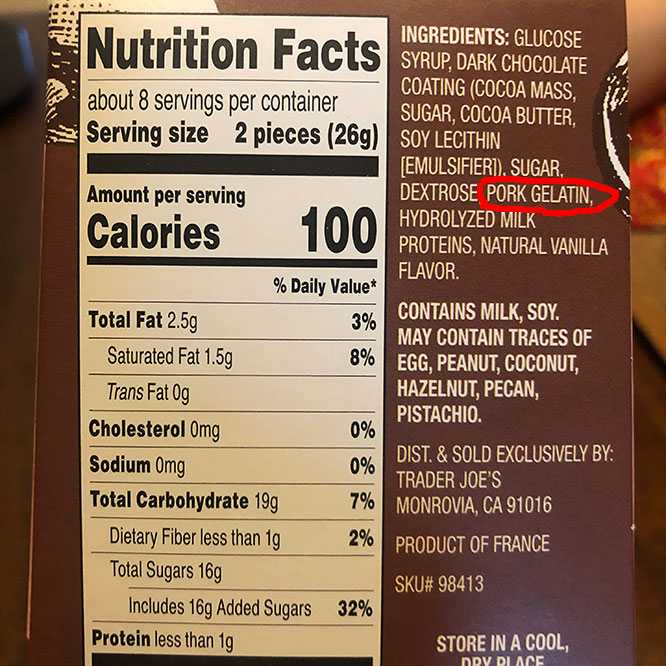 Nutrition Facts
about 8 servings per container
Serving size 2 pieces (26g)
Amount per serving
Calories 100
% Daily Value*
Total Fat 2.5g 3%
Saturated Fat 1.5g 8%
Trans Fat 0g
Cholesterol 0mg 0%
Sodium 0mg 0%
Total Carbohydrate 19g 7%
Dietary Fiber less than 1g 2%
Total Sugars 16g
Includes 16g Added Sugars 32%
Protein less than 1g
INGREDIENTS: GLUCOSE
SYRUP, DARK CHOCOLATE
COATING (COCOA MASS,
SUGAR, COCOA BUTTER,
SOY LECITHIN
[EMULSIFIER]), SUGAR,
DEXTROSE, PORK GELATIN,
HYDROLYZED MILK
PROTEINS, NATURAL VANILLA
FLAVOR.
CONTAINS MILK, SOY.
MAY CONTAIN TRACES OF
EGG, PEANUT, COCONUT,
HAZELNUT, PECAN,
PISTACHIO.
DIST. & SOLD EXCLUSIVELY BY:
TRADER JOE'S
MONROVIA, CA 91016
PRODUCT OF FRANCE
SKU# 98413
STORE IN A COOL,
DRY PLACE